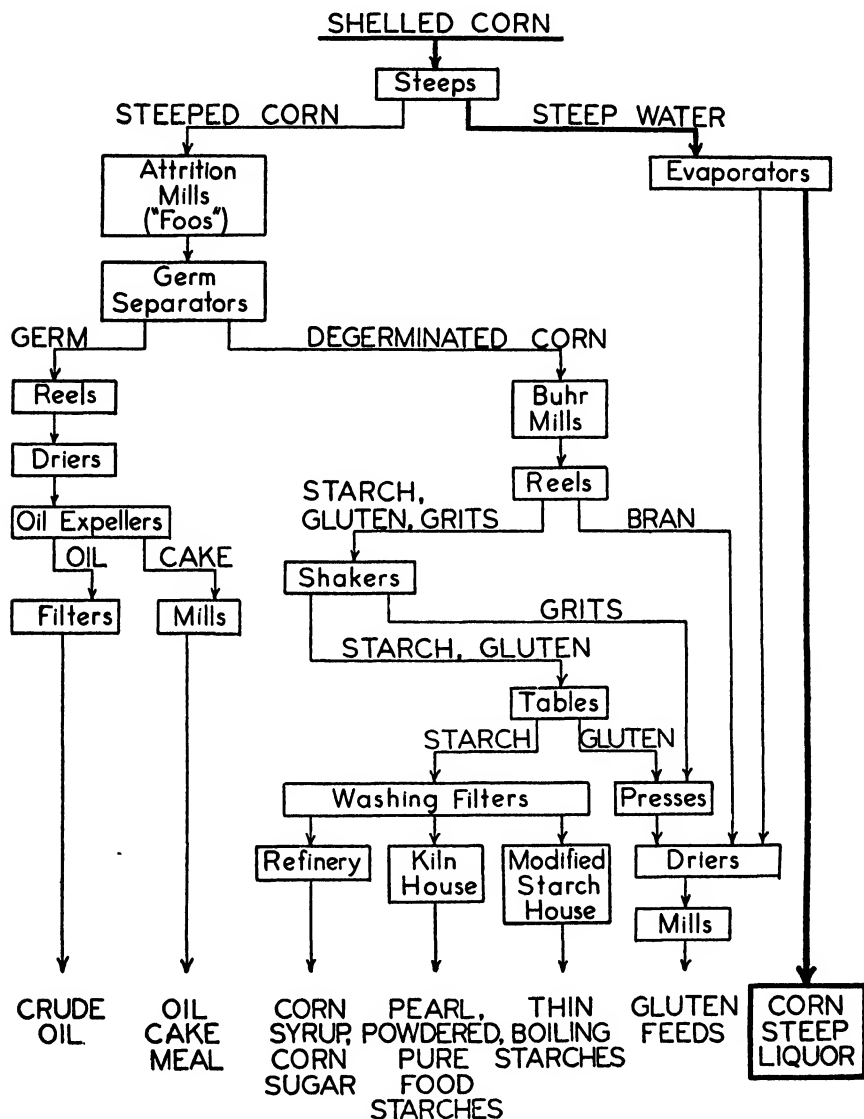 SHELLED CORN
Steeps
STEEPED CORN
STEEP WATER
Attrition
Mills
("Foos")
Evaporators
Germ
Separators
GERM
DEGERMINATED CORN
Reels
Buhr
Mills
Driers
Reels
Oil Expellers
STARCH,
GLUTEN, GRITS
BRAN
OIL
CAKE
Shakers
Filters
Mills
GRITS
STARCH, GLUTEN
Tables
STARCH
GLUTEN
Washing Filters
Presses
Refinery
Kiln
House
Modified
Starch
House
Driers
Mills
CRUDE
OIL
OIL
CAKE
MEAL
CORN
SYRUP,
CORN
SUGAR
PEARL,
POWDERED,
PURE
FOOD
STARCHES
THIN
BOILING
STARCHES
GLUTEN
FEEDS
CORN
STEEP
LIQUOR